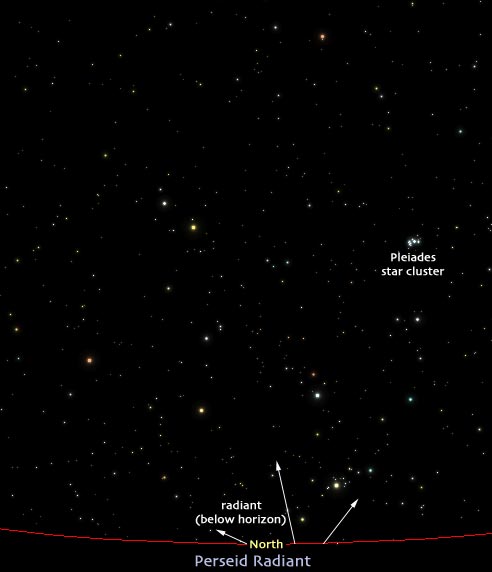 Pleiades
star cluster
radiant
(below horizon)
North
Perseid Radiant